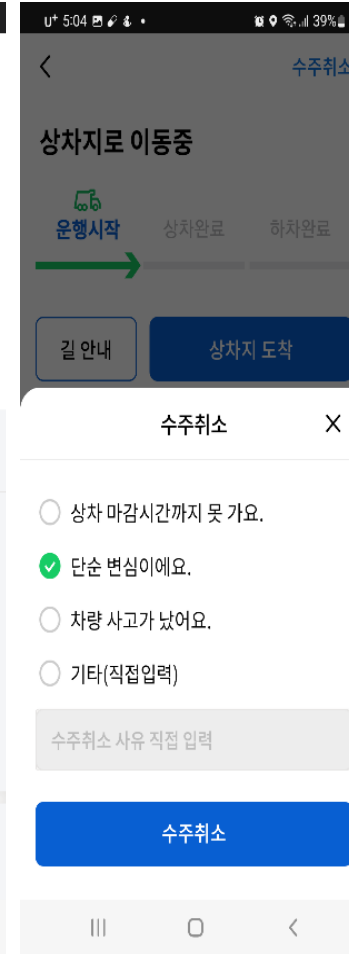 U+ 5:04
39%
수주취소
상차지로 이동중
운행시작 상차완료 하차완료
길 안내 상차지 도착
수주취소 X
상차 마감시간까지 못 가요.
단순 변심이에요.
차량 사고가 났어요.
기타(직접입력)
수주취소 사유 직접 입력
수주취소